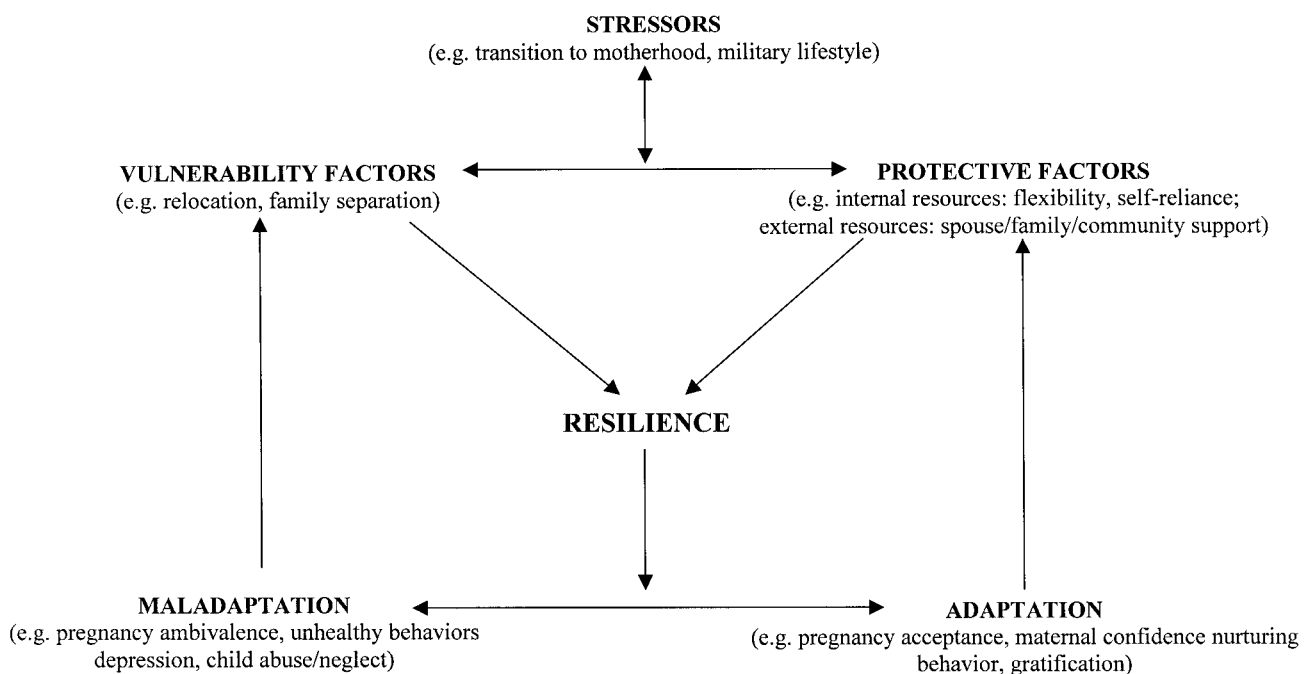 STRESSORS
(e.g. transition to motherhood, military lifestyle)
VULNERABILITY FACTORS
(e.g. relocation, family separation)
PROTECTIVE FACTORS
(e.g. internal resources: flexibility, self-reliance;
external resources: spouse/family/community support)
RESILIENCE
MALADAPTATION
(e.g. pregnancy ambivalence, unhealthy behaviors
depression, child abuse/neglect)
ADAPTATION
(e.g. pregnancy acceptance, maternal confidence nurturing
behavior, gratification)